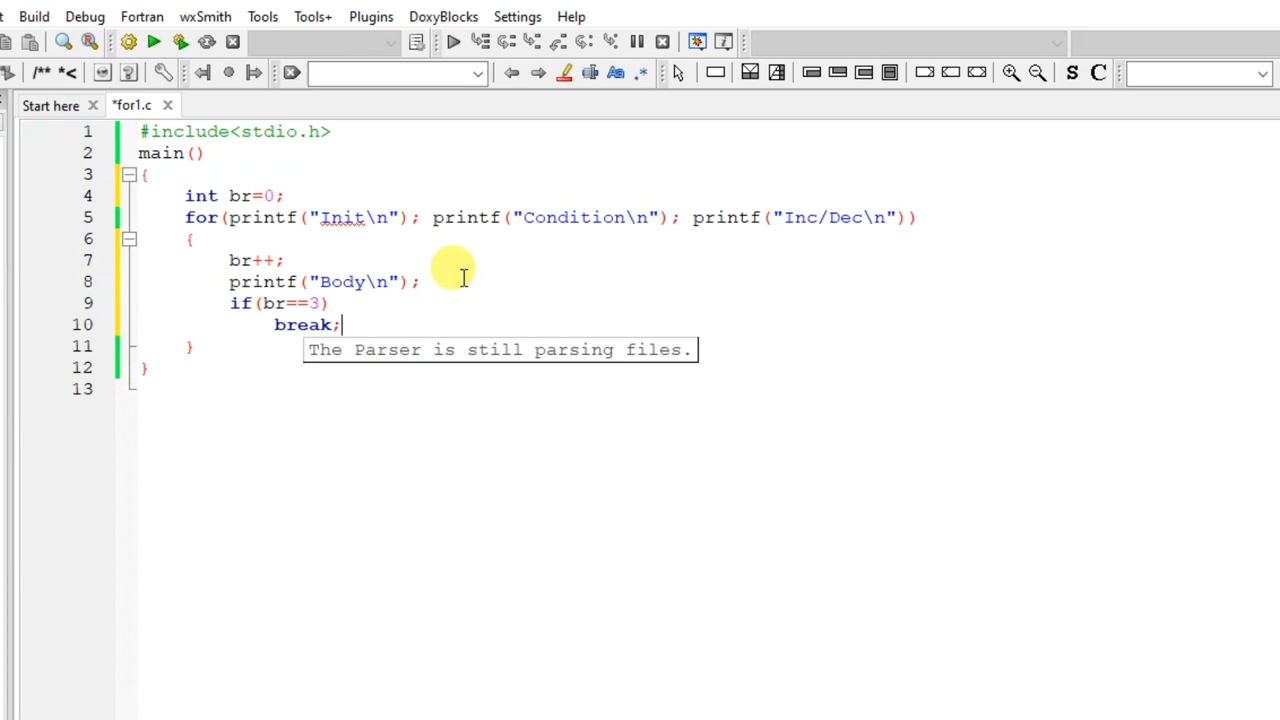 t Build Debug Fortran wxSmith Tools Tools+ Plugins DoxyBlocks Settings Help
/** *< .* S C
Start here *for1.c
1 #include<stdio.h>
2 main()
3 {
4 int br=0;
5 for(printf("Init\n"); printf("Condition\n"); printf("Inc/Dec\n"))
6 {
7 br++;
8 printf("Body\n");
9 if(br==3)
10 break;
11 }
The Parser is still parsing files.
12 }
13